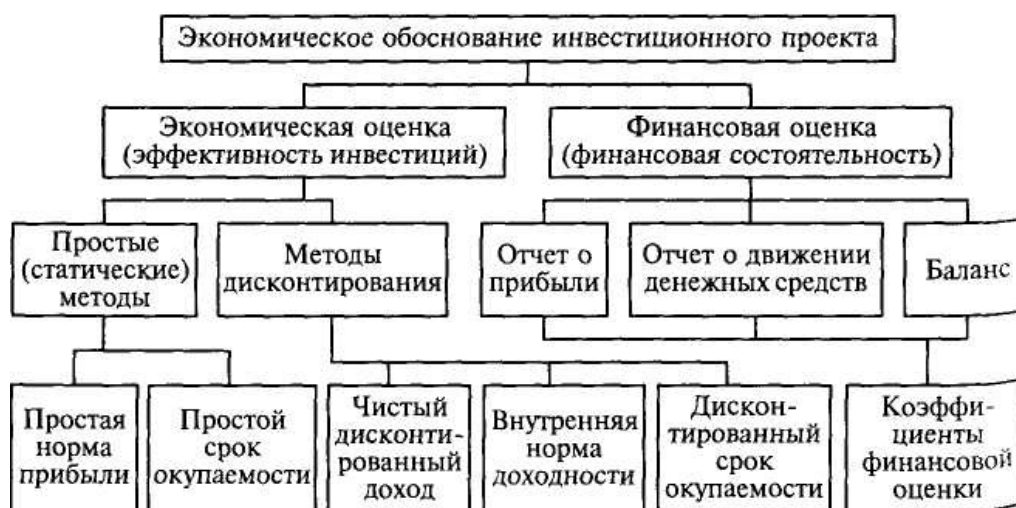 Экономическое обоснование инвестиционного проекта
Экономическая оценка
(эффективность инвестиций)
Финансовая оценка
(финансовая состоятельность)
Простые
(статические)
методы
Методы
дисконтирования
Отчет о
прибыли
Отчет о движении
денежных средств
Баланс
Простая
норма
прибыли
Простой
срок
окупаемости
Чистый
дисконти-
рованный
доход
Внутренняя
норма
доходности
Дискон-
тированный
срок
окупаемости
Коэффи-
циенты
финансовой
оценки